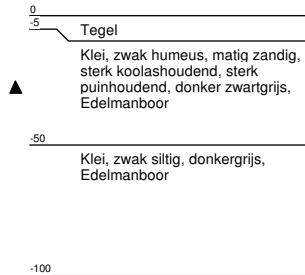 0
-5
Tegel
Klei, zwak humeus, matig zandig,
sterk koolashoudend, sterk
puinhoudend, donker zwartgrijs,
Edelmanboor
-50
Klei, zwak siltig, donkergrijs,
Edelmanboor
-100